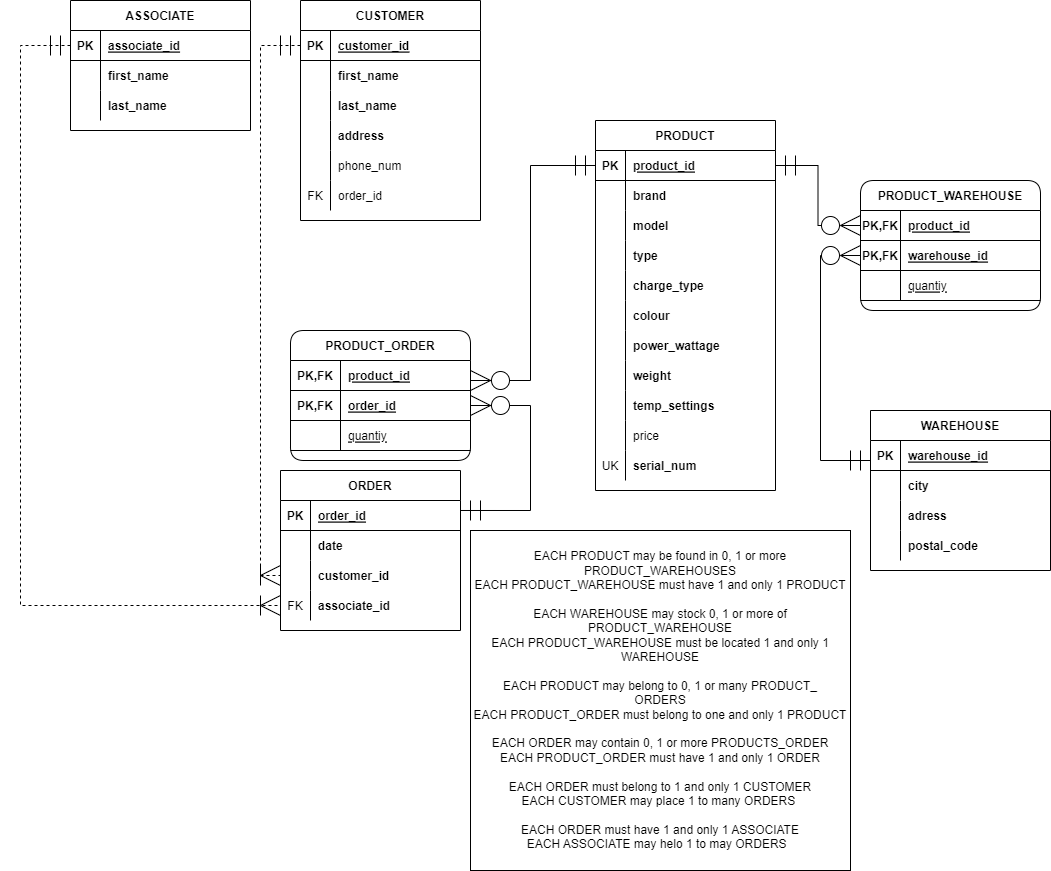 ASSOCIATE
PK associate_id
first_name
last_name
CUSTOMER
PK customer_id
first_name
last_name
address
phone_num
FK order_id
PRODUCT
PK product_id
brand
model
type
charge_type
colour
power_wattage
weight
temp_settings
price
UK serial_num
PRODUCT_WAREHOUSE
PK,FK product_id
PK,FK warehouse_id
quantiy
PRODUCT_ORDER
PK,FK product_id
PK,FK order_id
quantiy
WAREHOUSE
PK warehouse_id
city
adress
postal_code
ORDER
PK order_id
date
customer_id
FK associate_id
EACH PRODUCT may be found in 0, 1 or more
PRODUCT_WAREHOUSES
EACH PRODUCT_WAREHOUSE must have 1 and only 1 PRODUCT
EACH WAREHOUSE may stock 0, 1 or more of
PRODUCT_WAREHOUSE
EACH PRODUCT_WAREHOUSE must be located 1 and only 1
WAREHOUSE
EACH PRODUCT may belong to 0, 1 or many PRODUCT_
ORDERS
EACH PRODUCT_ORDER must belong to one and only 1 PRODUCT
EACH ORDER may contain 0, 1 or more PRODUCTS_ORDER
EACH PRODUCT_ORDER must have 1 and only 1 ORDER
EACH ORDER must belong to 1 and only 1 CUSTOMER
EACH CUSTOMER may place 1 to many ORDERS
EACH ORDER must have 1 and only 1 ASSOCIATE
EACH ASSOCIATE may helo 1 to may ORDERS